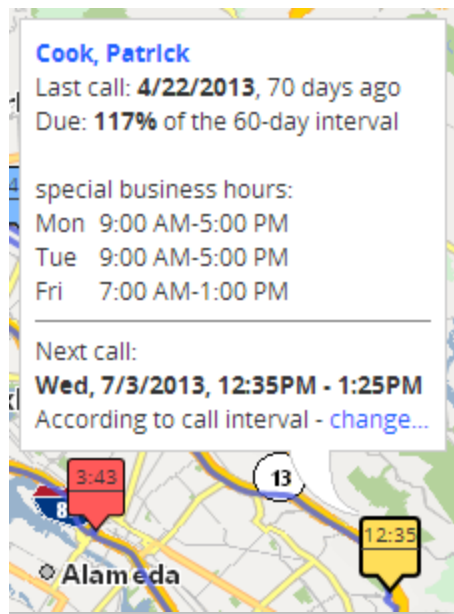 Cook, Patrick
Last call: 4/22/2013, 70 days ago
Due: 117% of the 60-day interval
special business hours:
Mon 9:00 AM-5:00 PM
Tue 9:00 AM-5:00 PM
Fri 7:00 AM-1:00 PM
Next call:
Wed, 7/3/2013, 12:35PM - 1:25PM
According to call interval - change...
3:43
13
8
12:35
Alameda